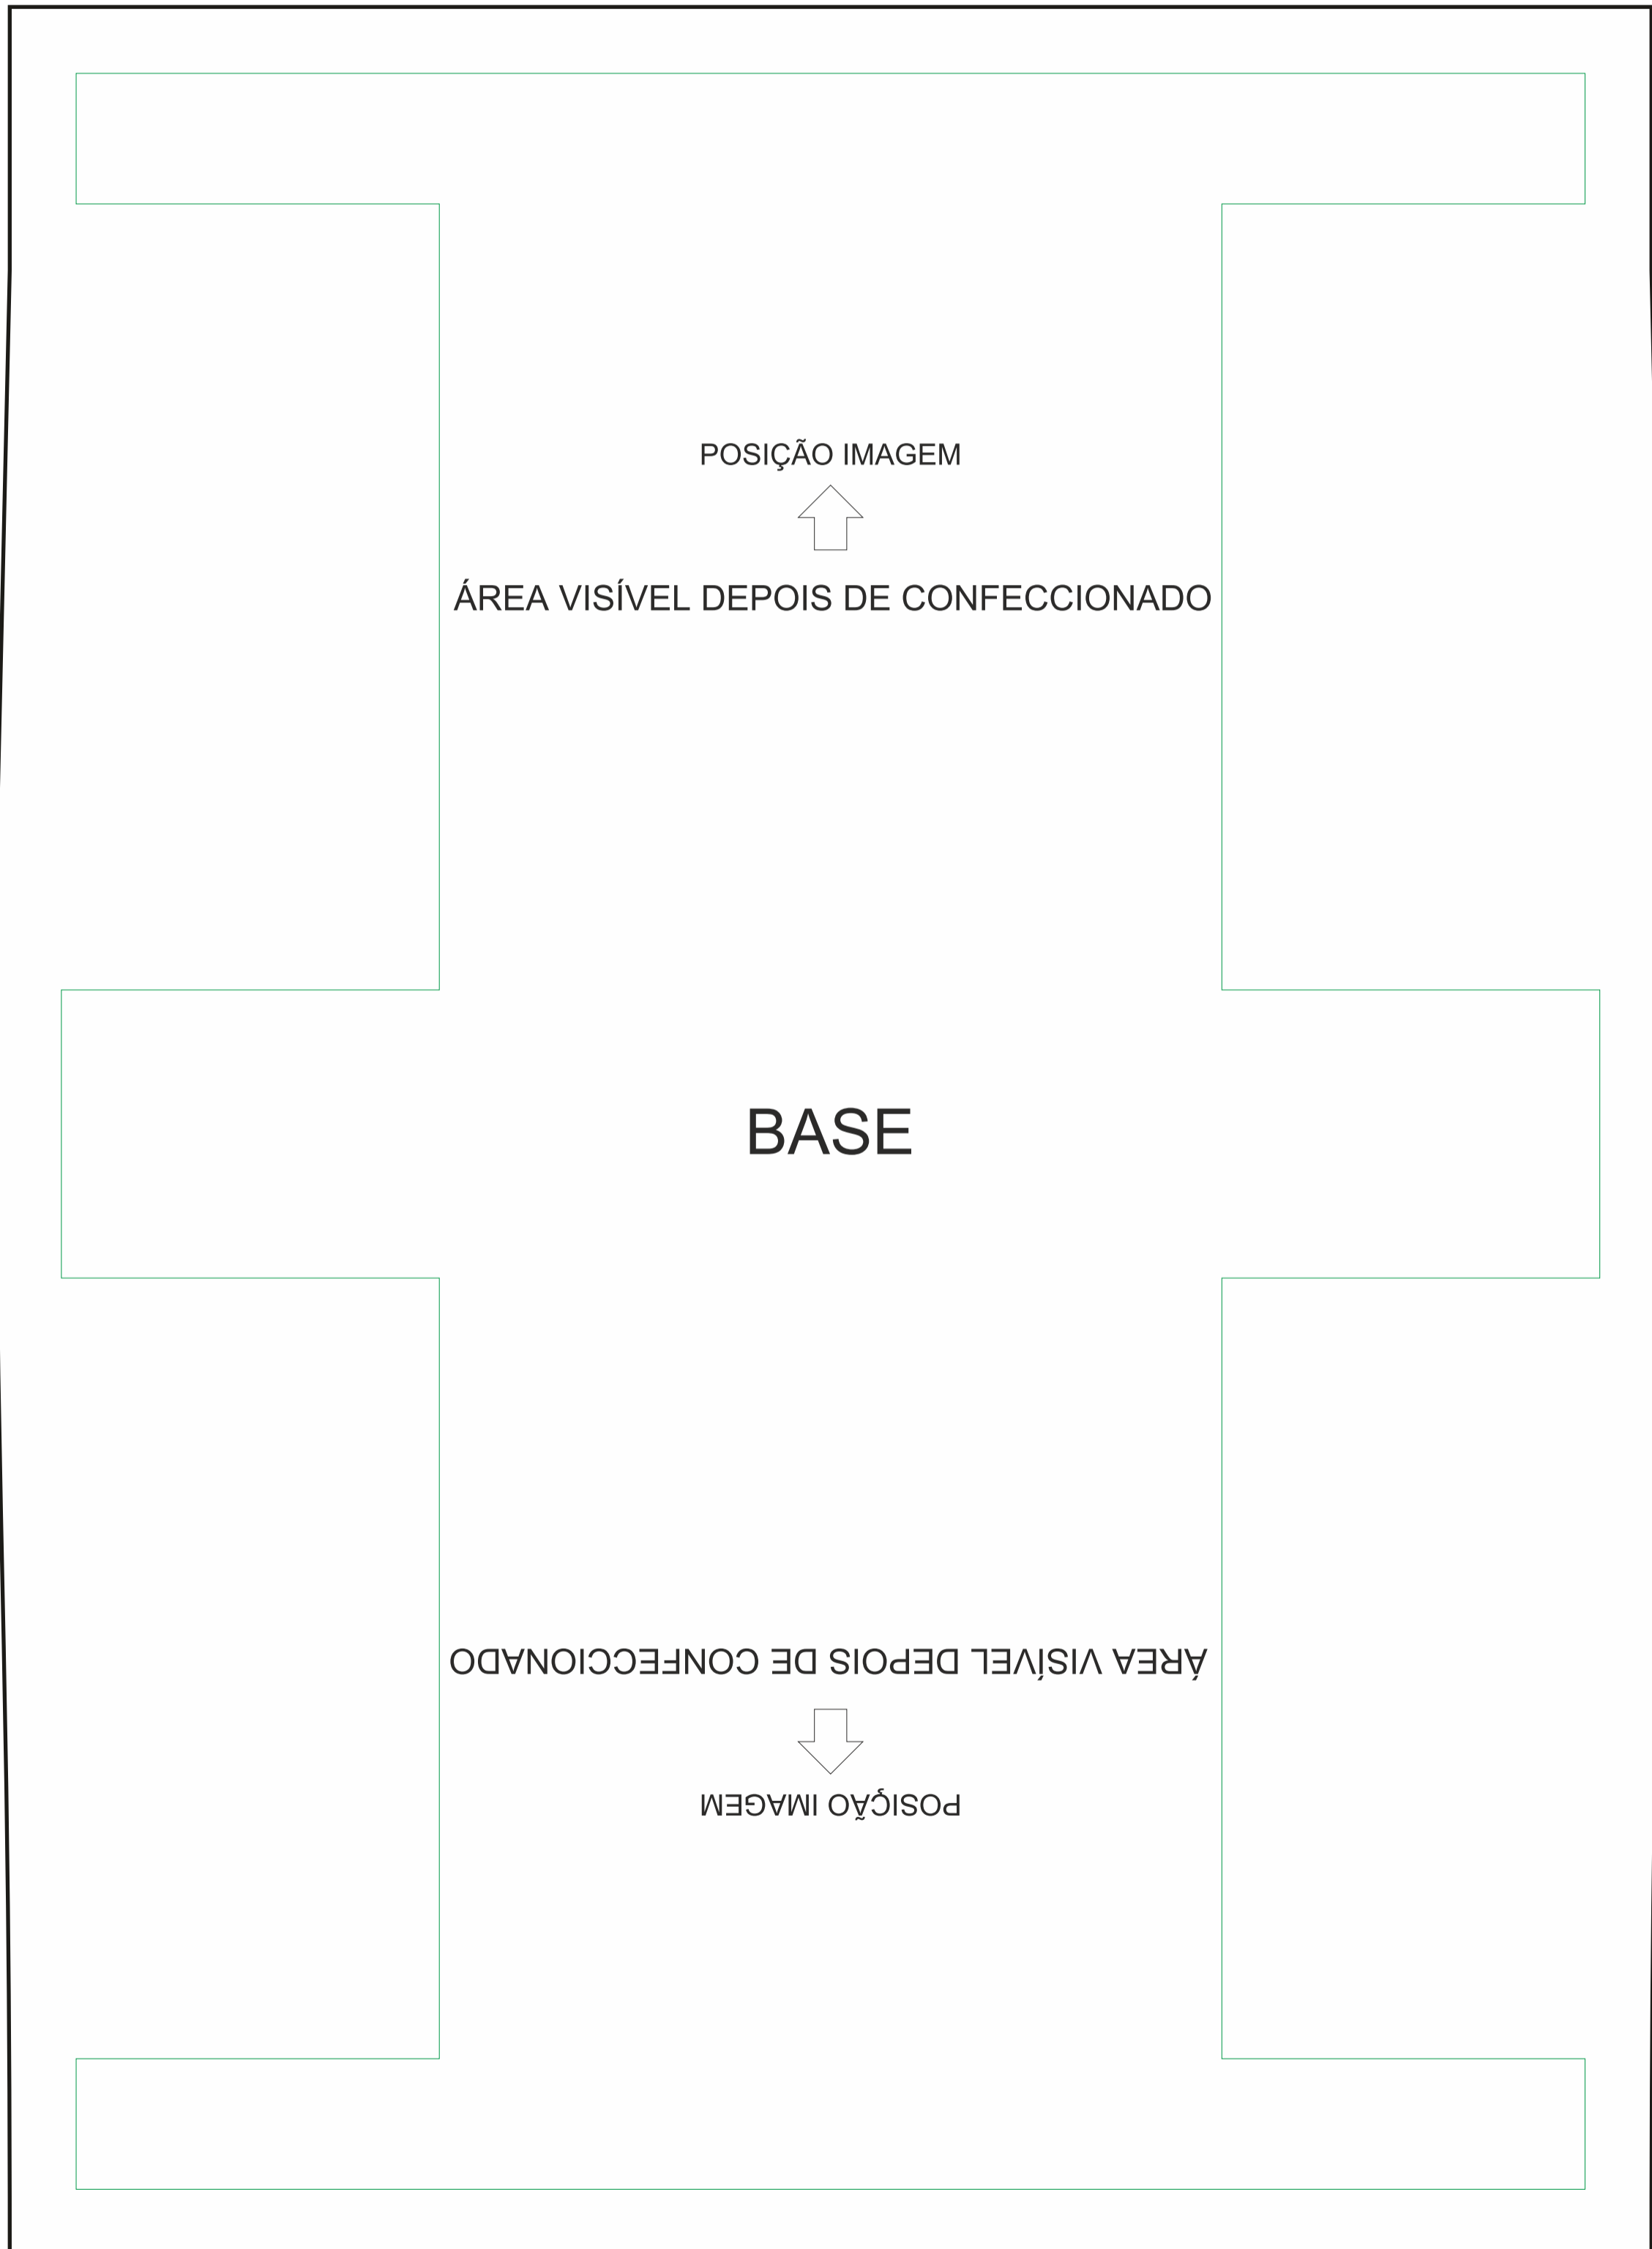 POSIÇÃO IMAGEM
ÁREA VISÍVEL DEPOIS DE CONFECCIONADO
BASE
ÁREA VISÍVEL DEPOIS DE CONFECCIONADO
POSIÇÃO IMAGEM